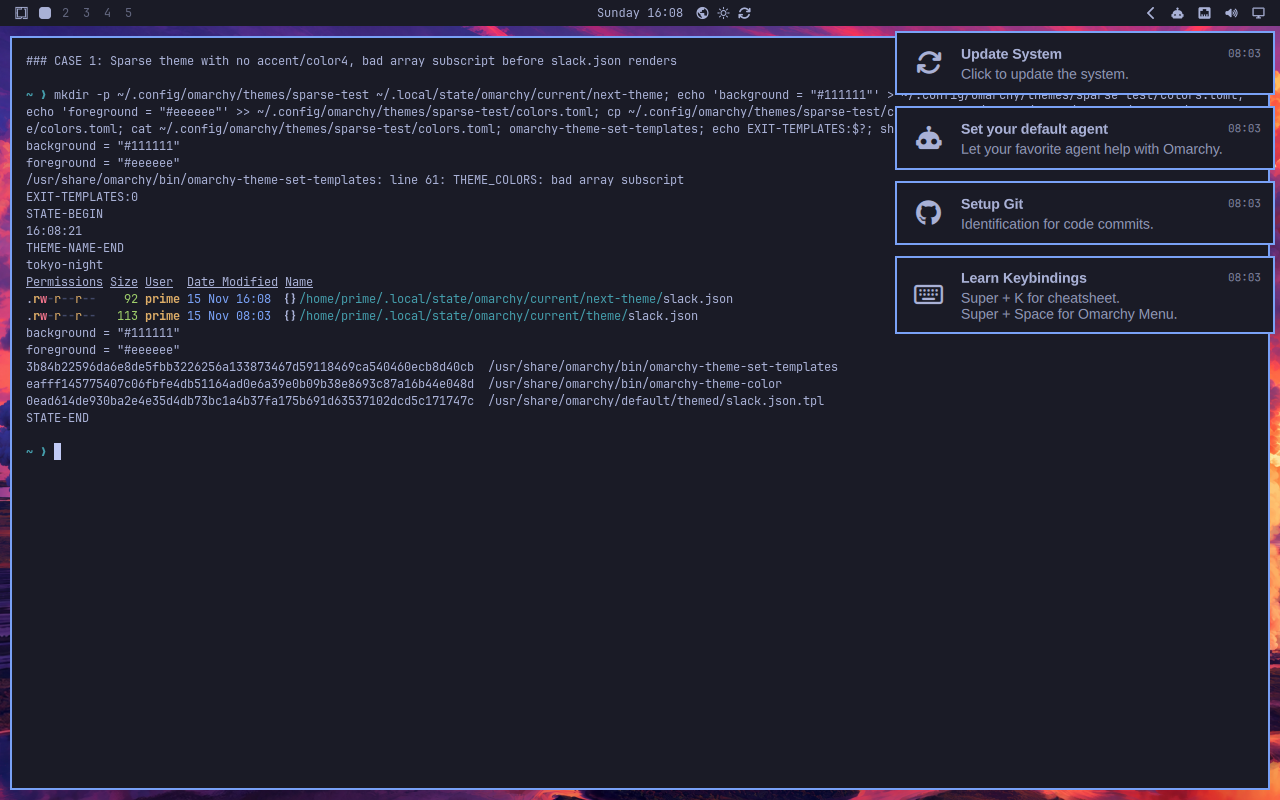 2 3 4 5
Sunday 16:08
### CASE 1: Sparse theme with no accent/color4, bad array subscript before slack.json renders
~ ❯ mkdir -p ~/.config/omarchy/themes/sparse-test ~/.local/state/omarchy/current/next-theme; echo 'background = "#111111"' > ~/.config/omarchy/themes/sparse-test/colors.toml;
echo 'foreground = "#eeeeee"' >> ~/.config/omarchy/themes/sparse-test/colors.toml; cp ~/.config/omarchy/themes/sparse-test/c
e/colors.toml; cat ~/.config/omarchy/themes/sparse-test/colors.toml; omarchy-theme-set-templates; echo EXIT-TEMPLATES:$?; sh
background = "#111111"
foreground = "#eeeeee"
/usr/share/omarchy/bin/omarchy-theme-set-templates: line 61: THEME_COLORS: bad array subscript
EXIT-TEMPLATES:0
STATE-BEGIN
16:08:21
THEME-NAME-END
tokyo-night
Permissions Size User Date Modified Name
.rw-r--r-- 92 prime 15 Nov 16:08 {} /home/prime/.local/state/omarchy/current/next-theme/slack.json
.rw-r--r-- 113 prime 15 Nov 08:03 {} /home/prime/.local/state/omarchy/current/theme/slack.json
background = "#111111"
foreground = "#eeeeee"
3b84b22596da6e8de5fbb3226256a133873467d59118469ca540460ecb8d40cb /usr/share/omarchy/bin/omarchy-theme-set-templates
eafff145775407c06fbfe4db51164ad0e6a39e0b09b38e8693c87a16b44e048d /usr/share/omarchy/bin/omarchy-theme-color
0ead614de930ba2e4e35d4db73bc1a4b37fa175b691d63537102dcd5c171747c /usr/share/omarchy/default/themed/slack.json.tpl
STATE-END
~ ❯
Update System 08:03
Click to update the system.
Set your default agent 08:03
Let your favorite agent help with Omarchy.
Setup Git 08:03
Identification for code commits.
Learn Keybindings 08:03
Super + K for cheatsheet.
Super + Space for Omarchy Menu.